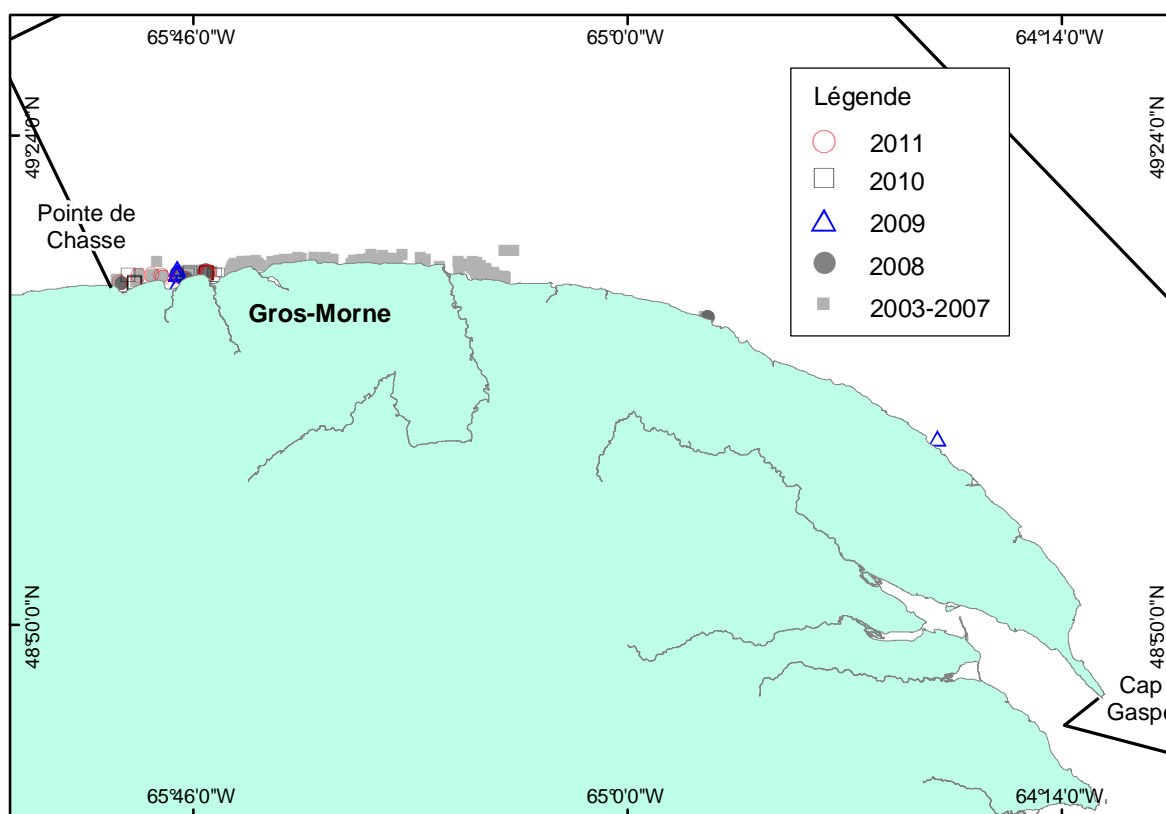 65°46'0"W
65°0'0"W
64°14'0"W
49°24'0"N
49°24'0"N
Légende
2011
2010
2009
2008
2003-2007
Pointe de
Chasse
Gros-Morne
48°50'0"N
48°50'0"N
Cap
Gaspé
65°46'0"W
65°0'0"W
64°14'0"W